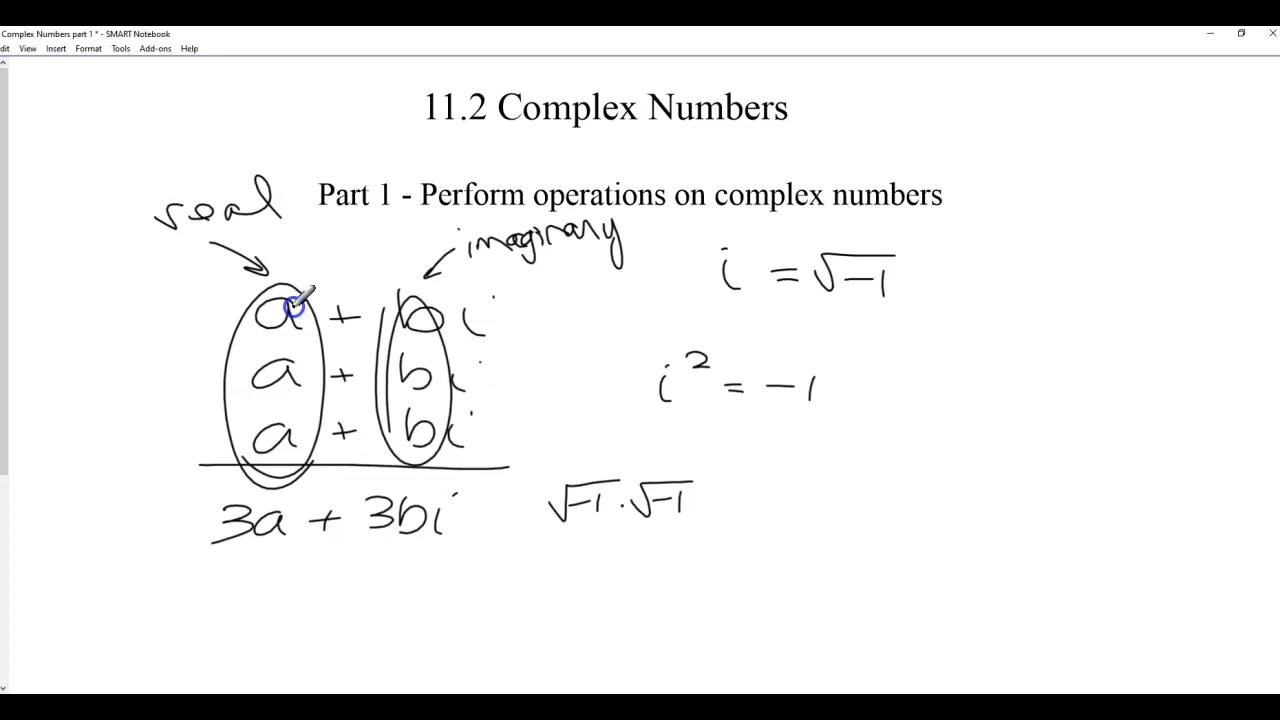 Complex Numbers part 1 * - SMART Notebook
dit View Insert Format Tools Add-ons Help
11.2 Complex Numbers
Part 1 - Perform operations on complex numbers
real
imaginary
i = √-1
a + bi
a + bi
i² = -1
a + bi
3a + 3bi
√-1 · √-1